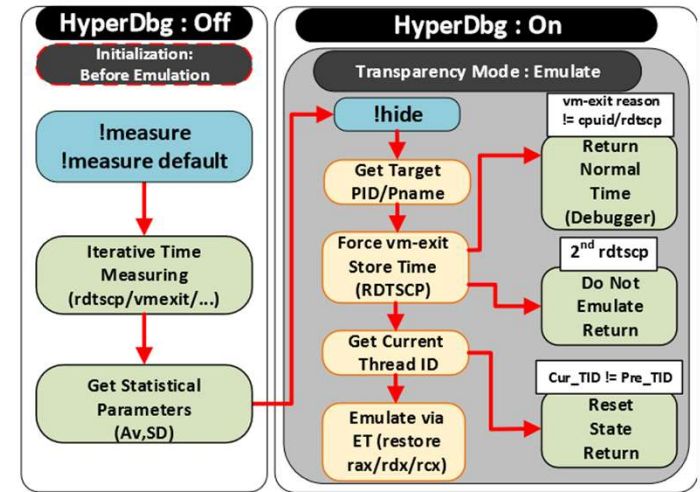 HyperDbg : Off
Initialization:
Before Emulation
!measure
!measure default
Iterative Time
Measuring
(rdtscp/vmexit/...)
Get Statistical
Parameters
(Av,SD)
HyperDbg : On
Transparency Mode : Emulate
!hide
Get Target
PID/Pname
Force vm-exit
Store Time
(RDTSCP)
Get Current
Thread ID
Emulate via
ET (restore
rax/rdx/rcx)
vm-exit reason
!= cpuid/rdtscp
Return
Normal
Time
(Debugger)
2nd rdtscp
Do Not
Emulate
Return
Cur_TID != Pre_TID
Reset
State
Return